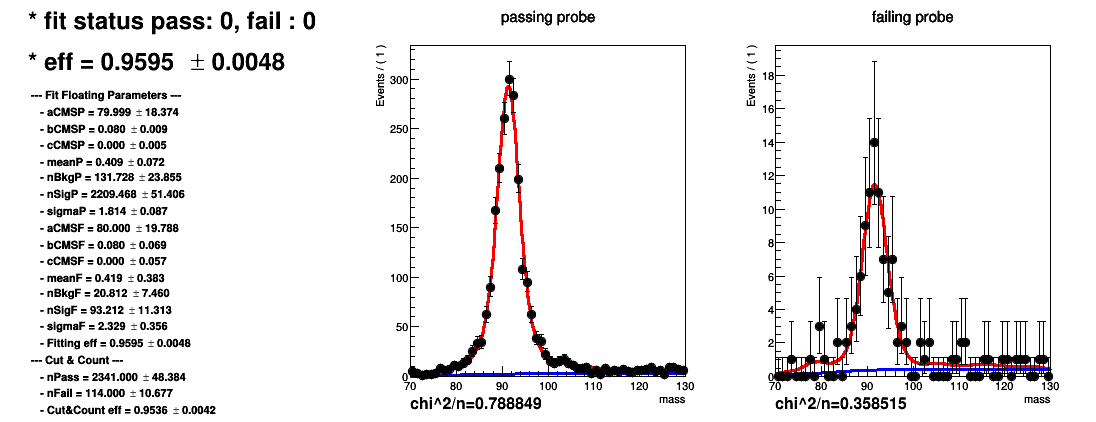 * fit status pass: 0, fail : 0
* eff = 0.9595 ± 0.0048
--- Fit Floating Parameters ---
- aCMSP = 79.999 ± 18.374
- bCMSP = 0.080 ± 0.009
- cCMSP = 0.000 ± 0.005
- meanP = 0.409 ± 0.072
- nBkgP = 131.728 ± 23.855
- nSigP = 2209.468 ± 51.406
- sigmaP = 1.814 ± 0.087
- aCMSF = 80.000 ± 19.788
- bCMSF = 0.080 ± 0.069
- cCMSF = 0.000 ± 0.057
- meanF = 0.419 ± 0.383
- nBkgF = 20.812 ± 7.460
- nSigF = 93.212 ± 11.313
- sigmaF = 2.329 ± 0.356
- Fitting eff = 0.9595 ± 0.0048
--- Cut & Count ---
- nPass = 2341.000 ± 48.384
- nFail = 114.000 ± 10.677
- Cut&Count eff = 0.9536 ± 0.0042
passing probe
Events / ( 1 )
300
250
200
150
100
50
0
70 80 90 100 110 120 130
mass
chi^2/n=0.788849
failing probe
Events / ( 1 )
18
16
14
12
10
8
6
4
2
0
70 80 90 100 110 120 130
mass
chi^2/n=0.358515